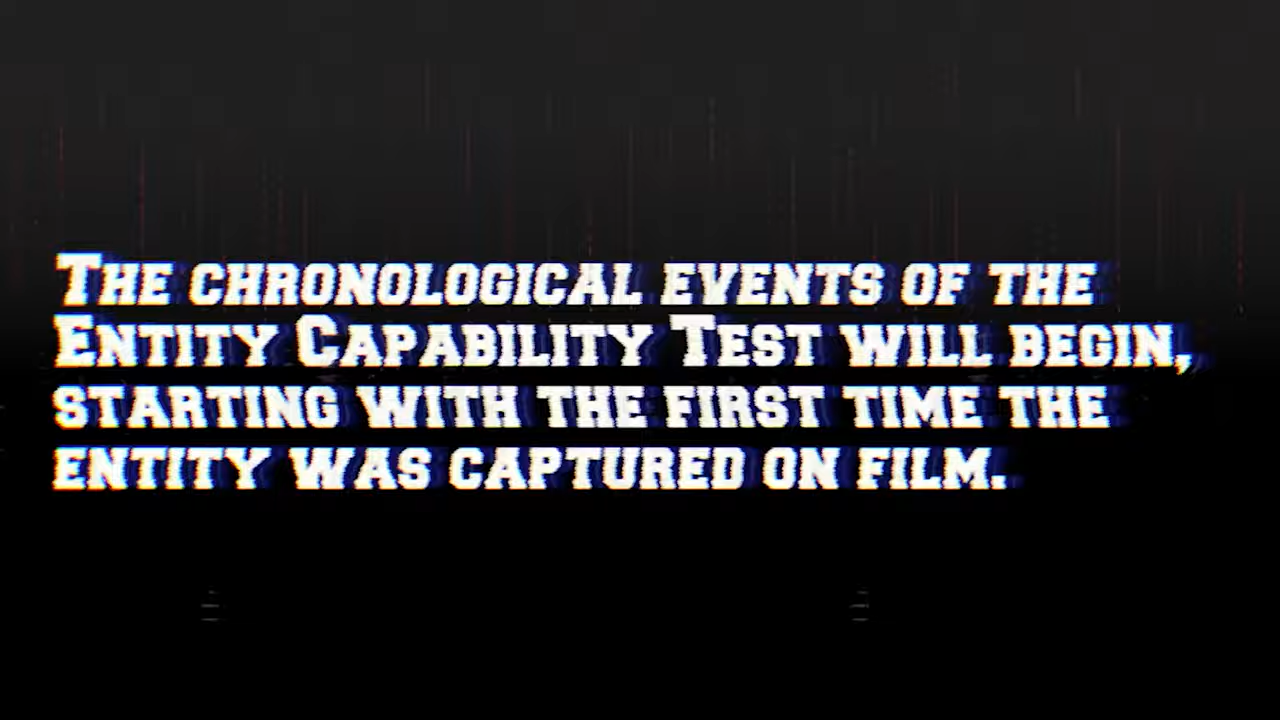 The chronological events of the
Entity Capability Test will begin,
starting with the first time the
entity was captured on film.